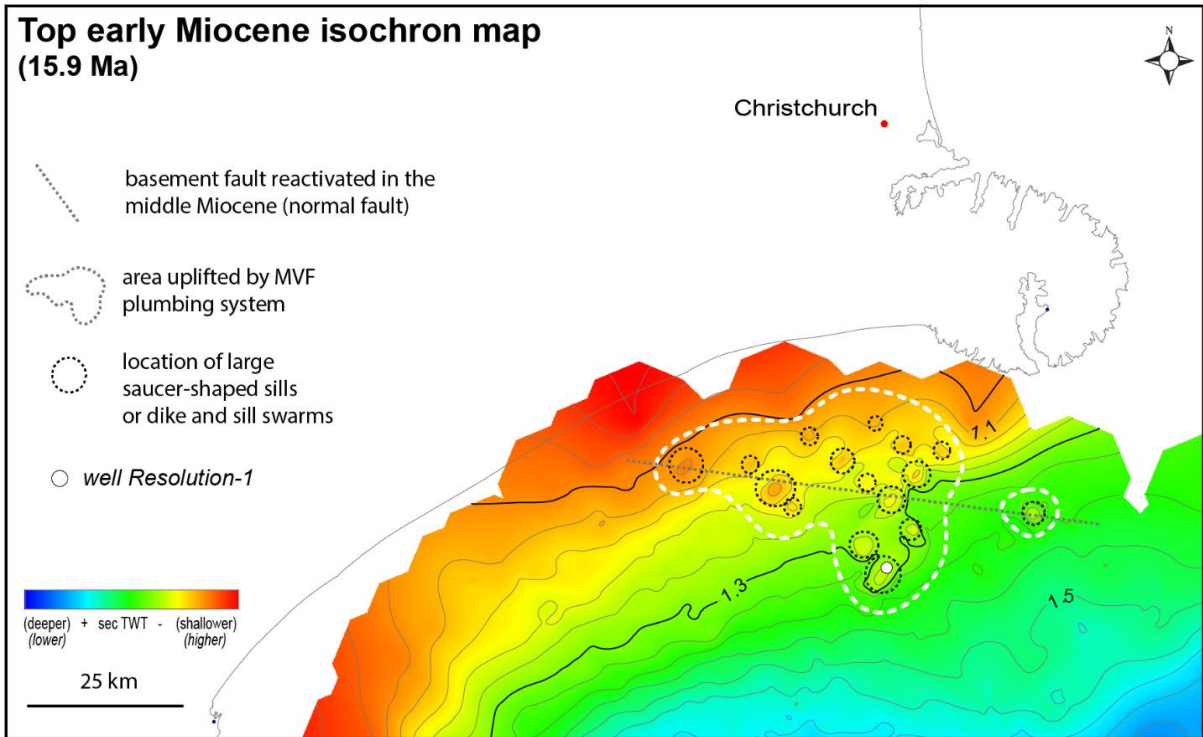 Top early Miocene isochron map
(15.9 Ma)
N
Christchurch
basement fault reactivated in the
middle Miocene (normal fault)
area uplifted by MVF
plumbing system
location of large
saucer-shaped sills
or dike and sill swarms
well Resolution-1
1.1
1.3
1.5
(deeper) + sec TWT - (shallower)
(lower) (higher)
25 km